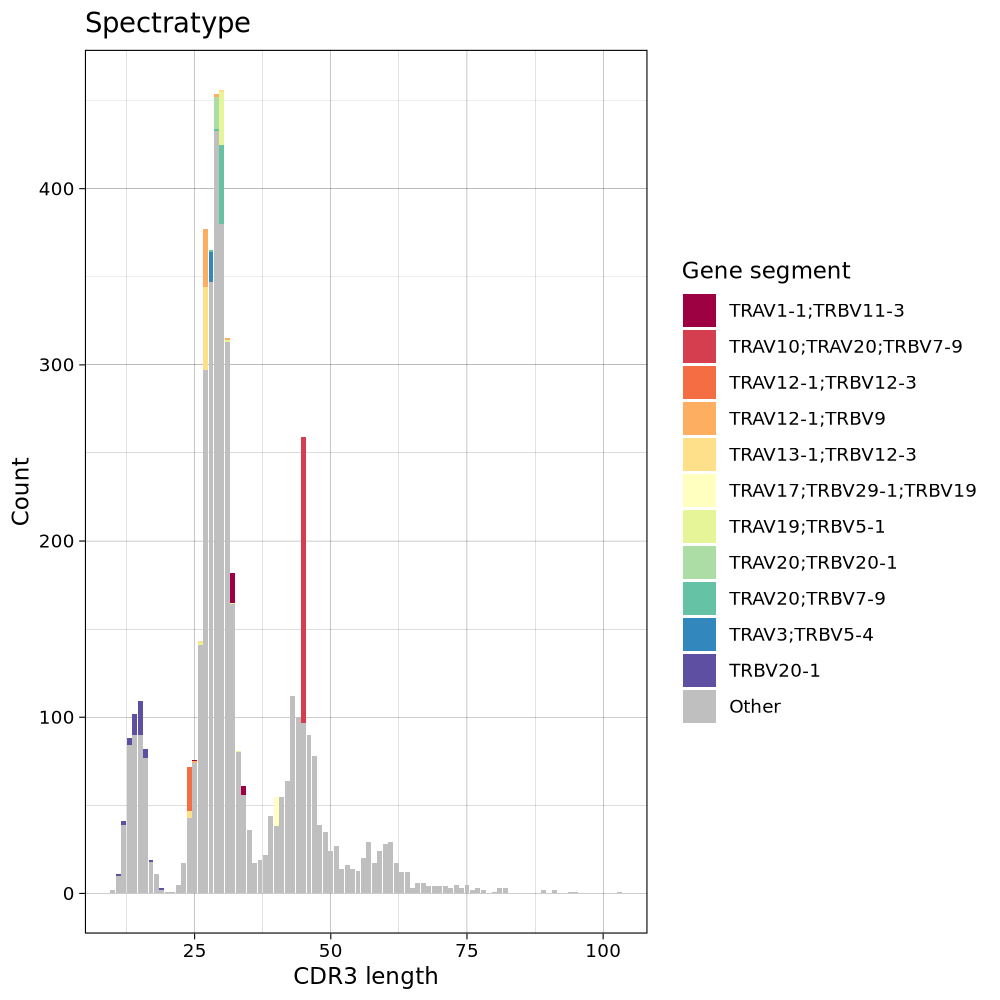 Spectratype
Count
400
300
200
100
0
25
50
75
100
CDR3 length
Gene segment
TRAV1-1;TRBV11-3
TRAV10;TRAV20;TRBV7-9
TRAV12-1;TRBV12-3
TRAV12-1;TRBV9
TRAV13-1;TRBV12-3
TRAV17;TRBV29-1;TRBV19
TRAV19;TRBV5-1
TRAV20;TRBV20-1
TRAV20;TRBV7-9
TRAV3;TRBV5-4
TRBV20-1
Other